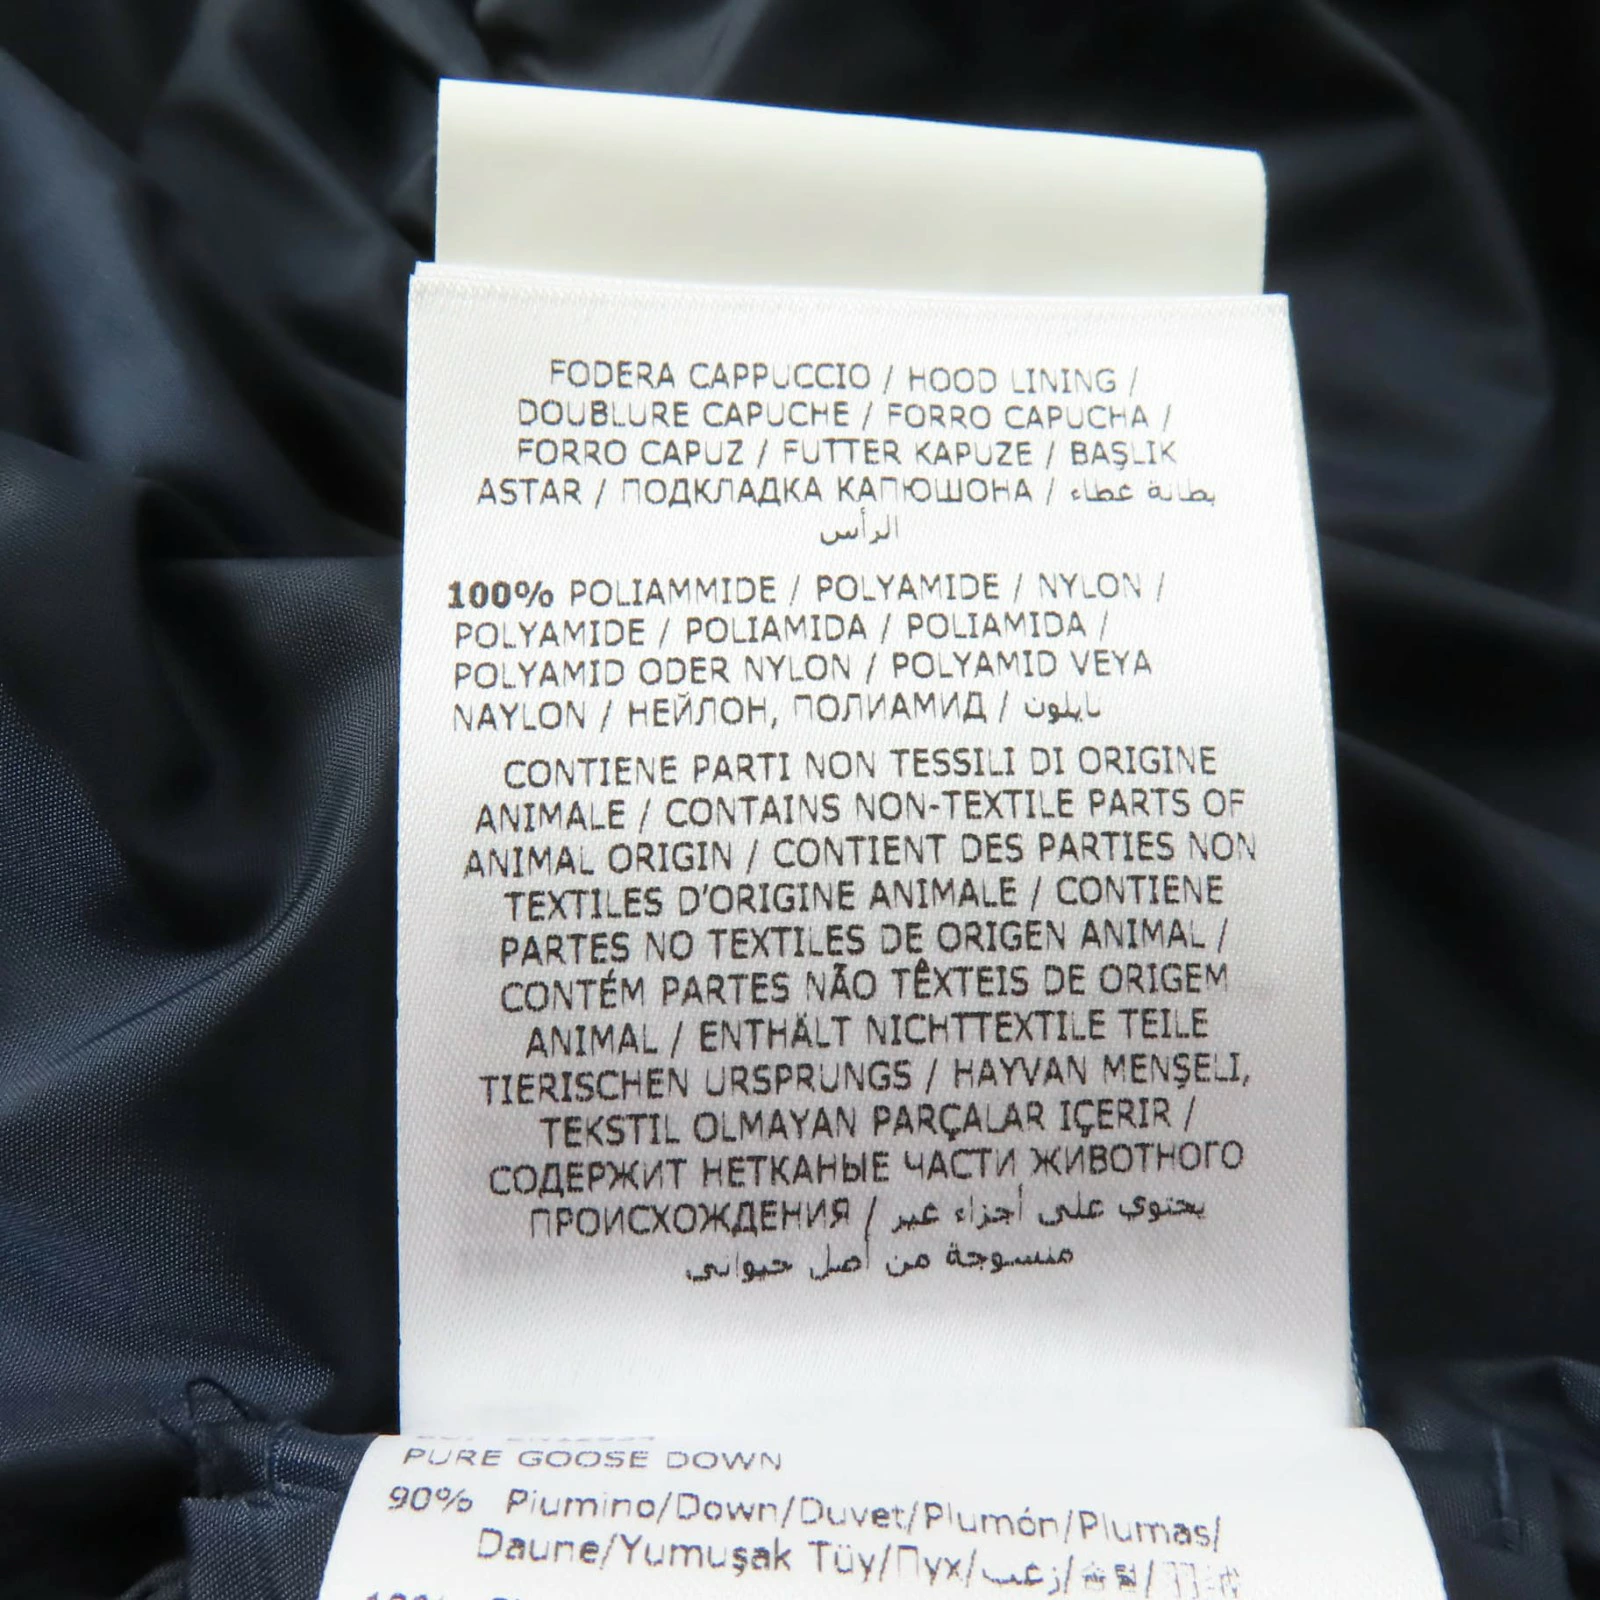 FODERA CAPPUCCIO / HOOD LINING /
DOUBLURE CAPUCHE / FORRO CAPUCHA /
FORRO CAPUZ / FUTTER KAPUZE / BAŞLIK
ASTAR / ПОДКЛАДКА КАПЮШОНА / بطانة غطاء
الرأس
100% POLIAMMIDE / POLYAMIDE / NYLON /
POLYAMIDE / POLIAMIDA / POLIAMIDA /
POLYAMID ODER NYLON / POLYAMID VEYA
NAYLON / НЕЙЛОН, ПОЛИАМИД / نايلون
CONTIENE PARTI NON TESSILI DI ORIGINE
ANIMALE / CONTAINS NON-TEXTILE PARTS OF
ANIMAL ORIGIN / CONTIENT DES PARTIES NON
TEXTILES D'ORIGINE ANIMALE / CONTIENE
PARTES NO TEXTILES DE ORIGEN ANIMAL /
CONTÉM PARTES NÃO TÊXTEIS DE ORIGEM
ANIMAL / ENTHÄLT NICHTTEXTILE TEILE
TIERISCHEN URSPRUNGS / HAYVAN MENŞELI,
TEKSTIL OLMAYAN PARÇALAR IÇERIR /
СОДЕРЖИТ НЕТКАНЫЕ ЧАСТИ ЖИВОТНОГО
ПРОИСХОЖДЕНИЯ / يحتوي على أجزاء غير
منسوجة من أصل حيواني
PURE GOOSE DOWN
90% Piumino/Down/Duvet/Plumón/Plumas/
Daune/Yumuşak Tüy/Пух/زغب/